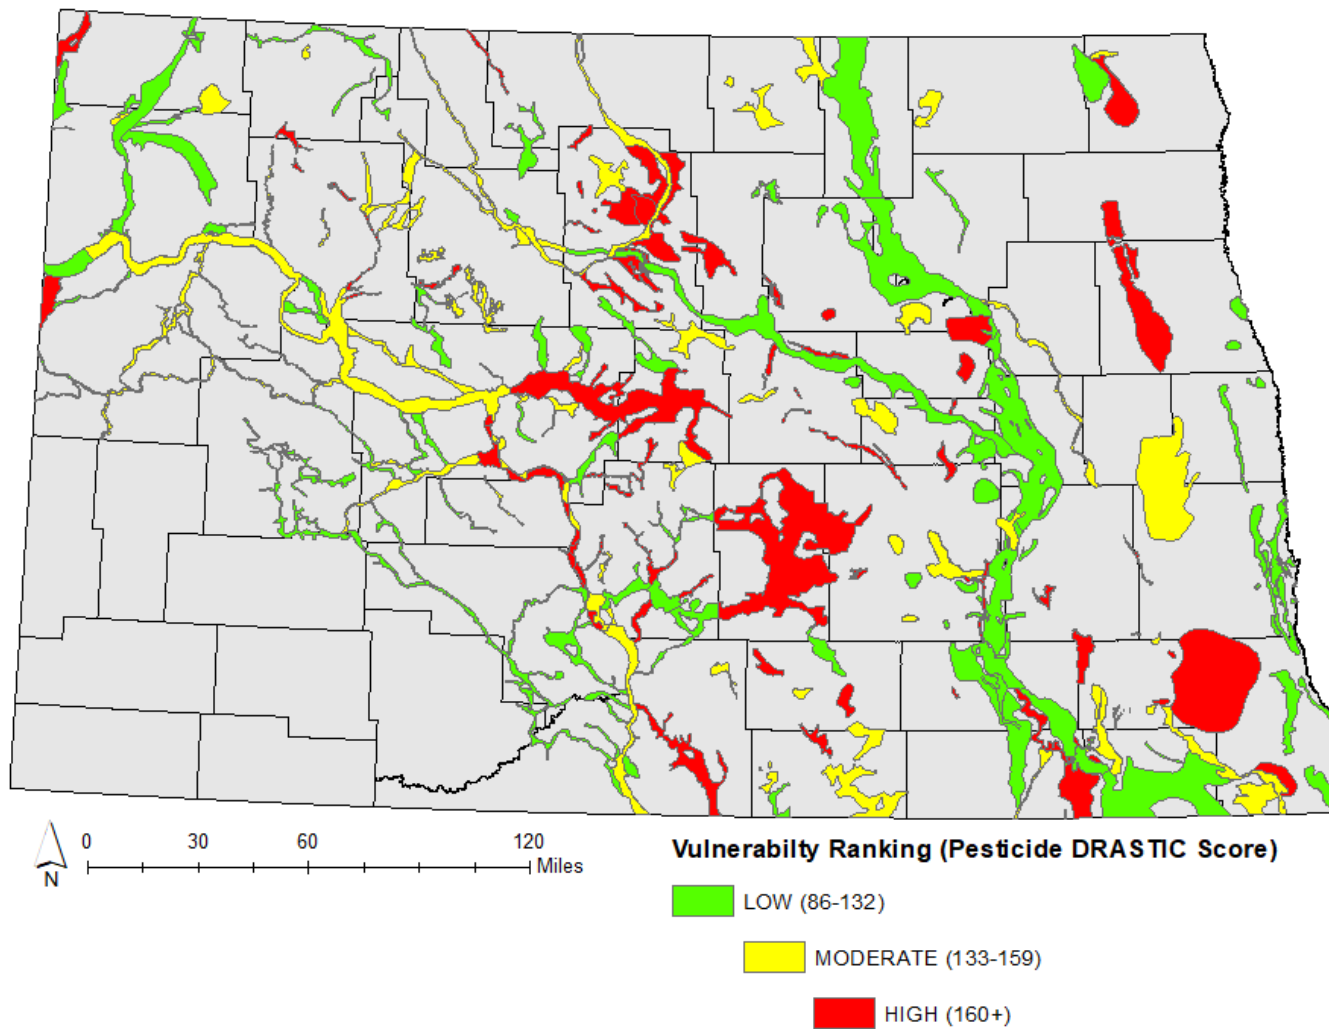 0 30 60 120
Miles
N
Vulnerabilty Ranking (Pesticide DRASTIC Score)
LOW (86-132)
MODERATE (133-159)
HIGH (160+)